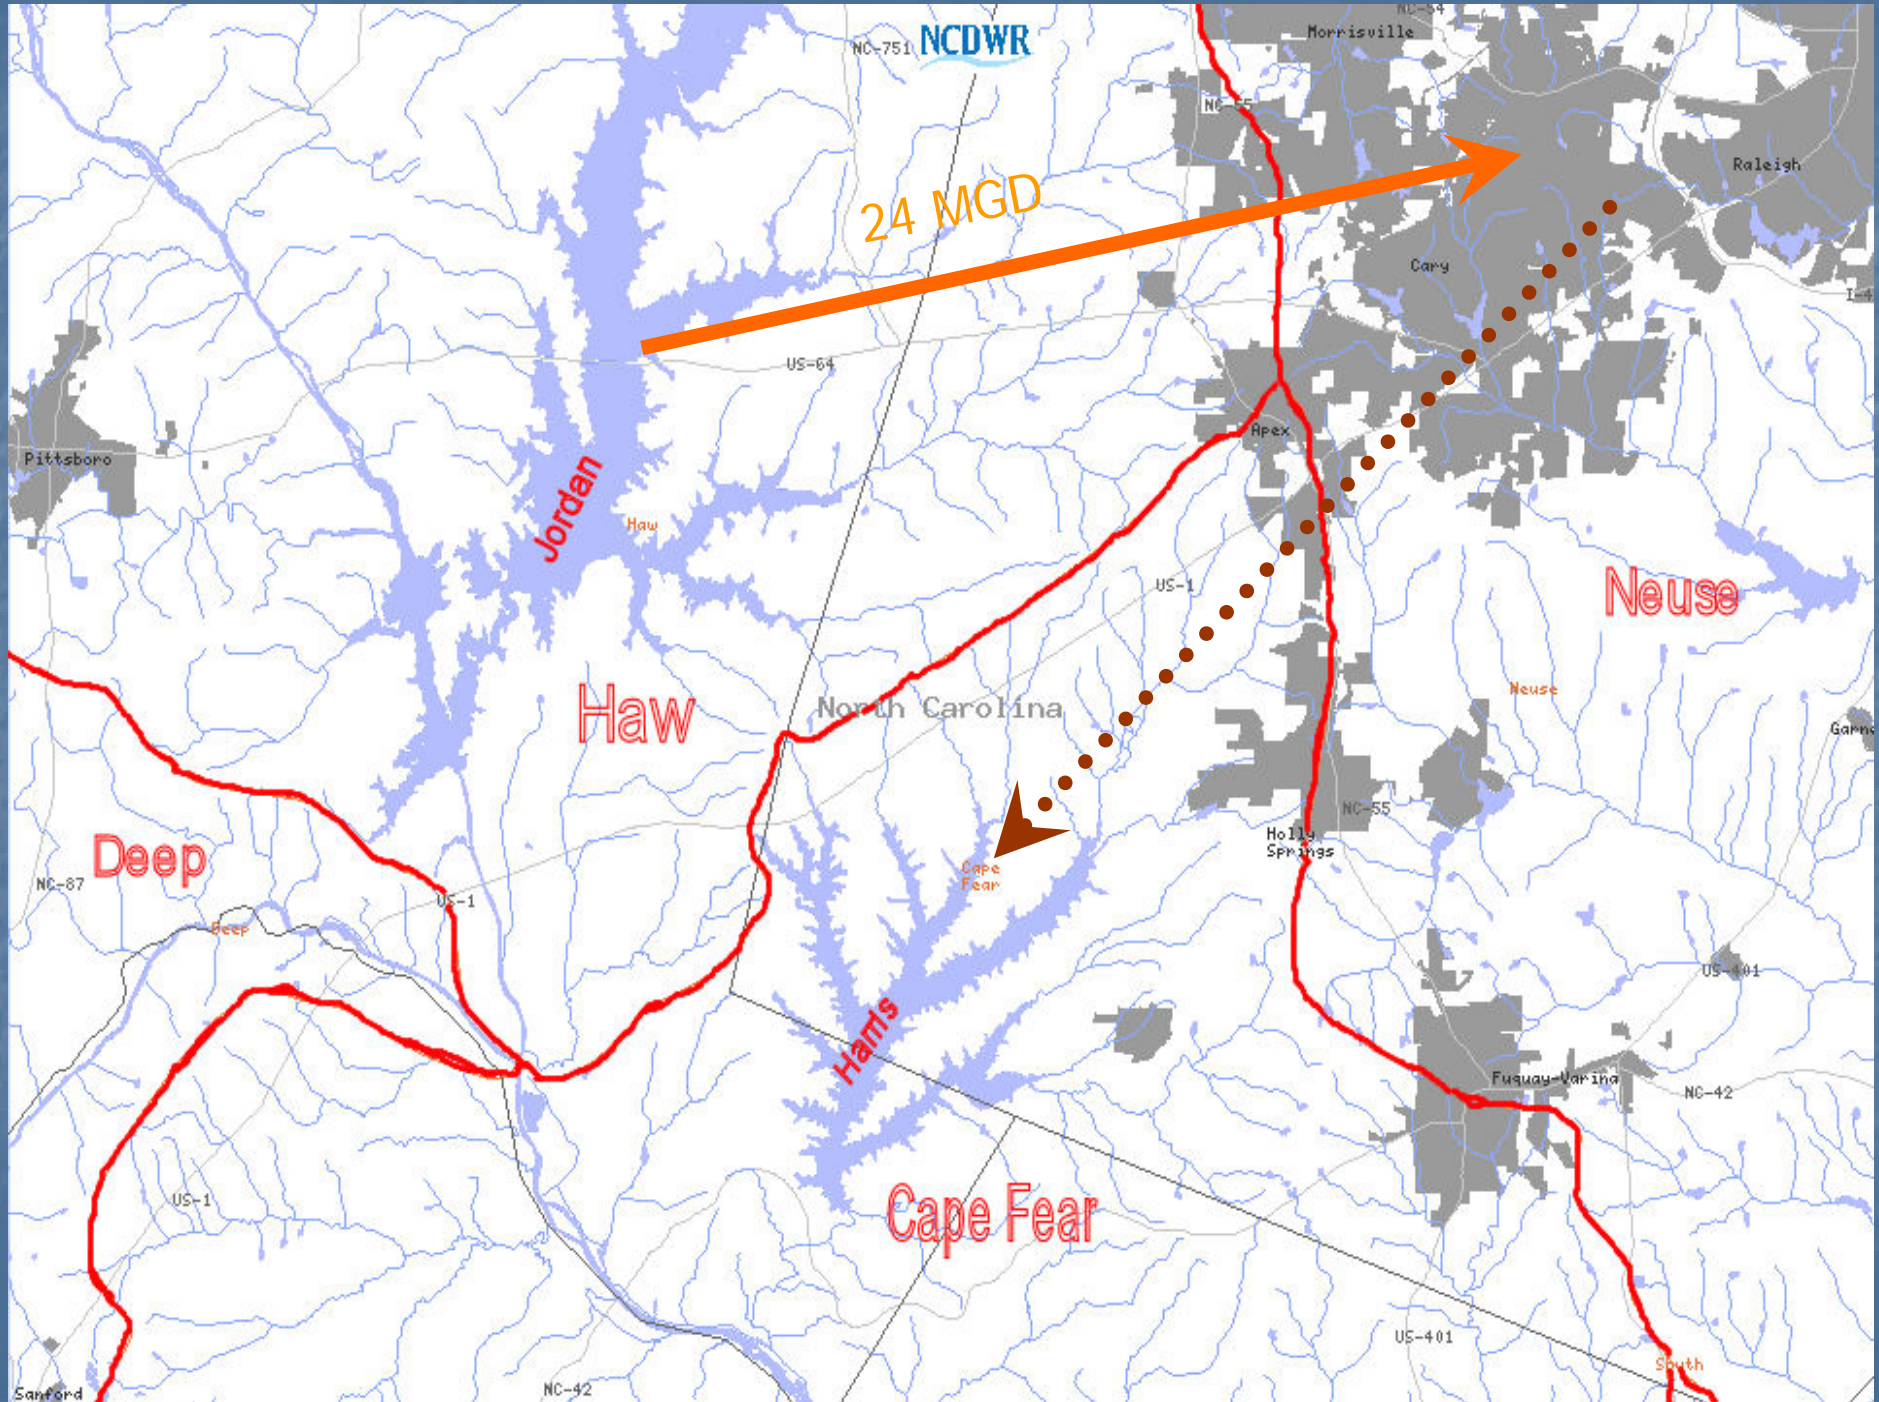 NC-54
Morrisville
NC-751
NCDWR
NC-55
Raleigh
24 MGD
Cary
US-64
Apex
Pittsboro
Jordan
Haw
US-1
Neuse
Haw
North Carolina
Neuse
NC-55
Holly
Springs
Deep
Cape
Fear
NC-87
US-1
Deep
US-401
Harris
Fuquay-Varina
NC-42
US-1
Cape Fear
US-401
South
NC-42
Sanford